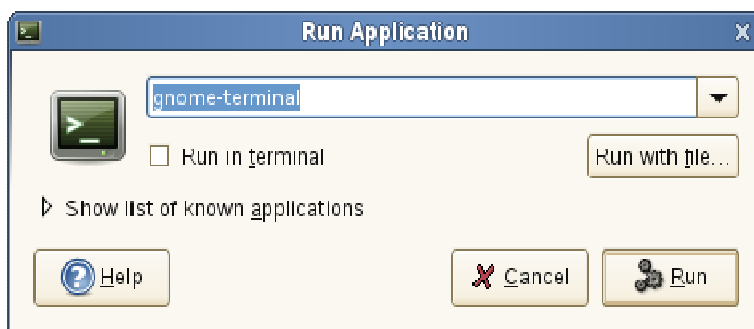 Run Application
gnome-terminal
Run in terminal
Run with file...
Show list of known applications
Help
Cancel
Run